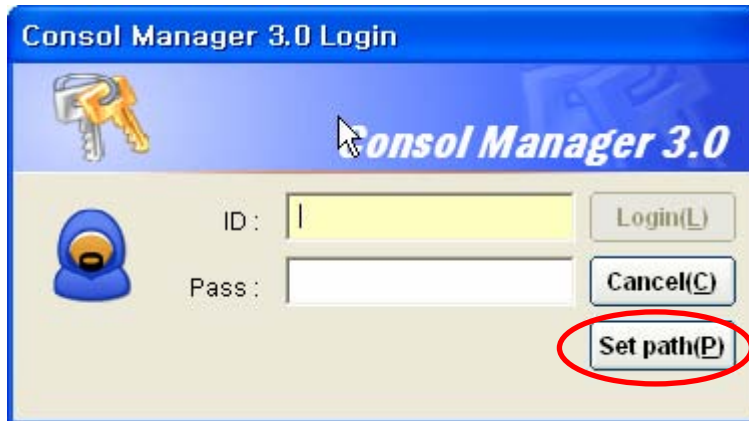 Consol Manager 3.0 Login
Consol Manager 3.0
ID :
Login(L)
Pass :
Cancel(C)
Set path(P)